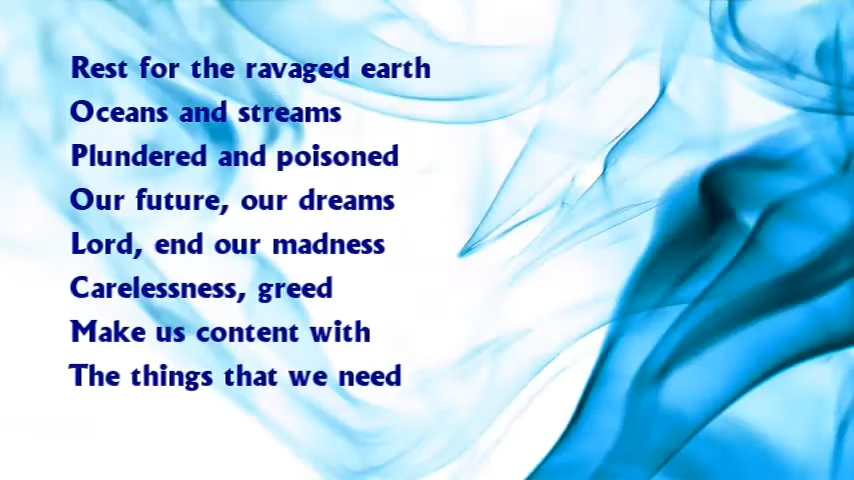 Rest for the ravaged earth
Oceans and streams
Plundered and poisoned
Our future, our dreams
Lord, end our madness
Carelessness, greed
Make us content with
The things that we need